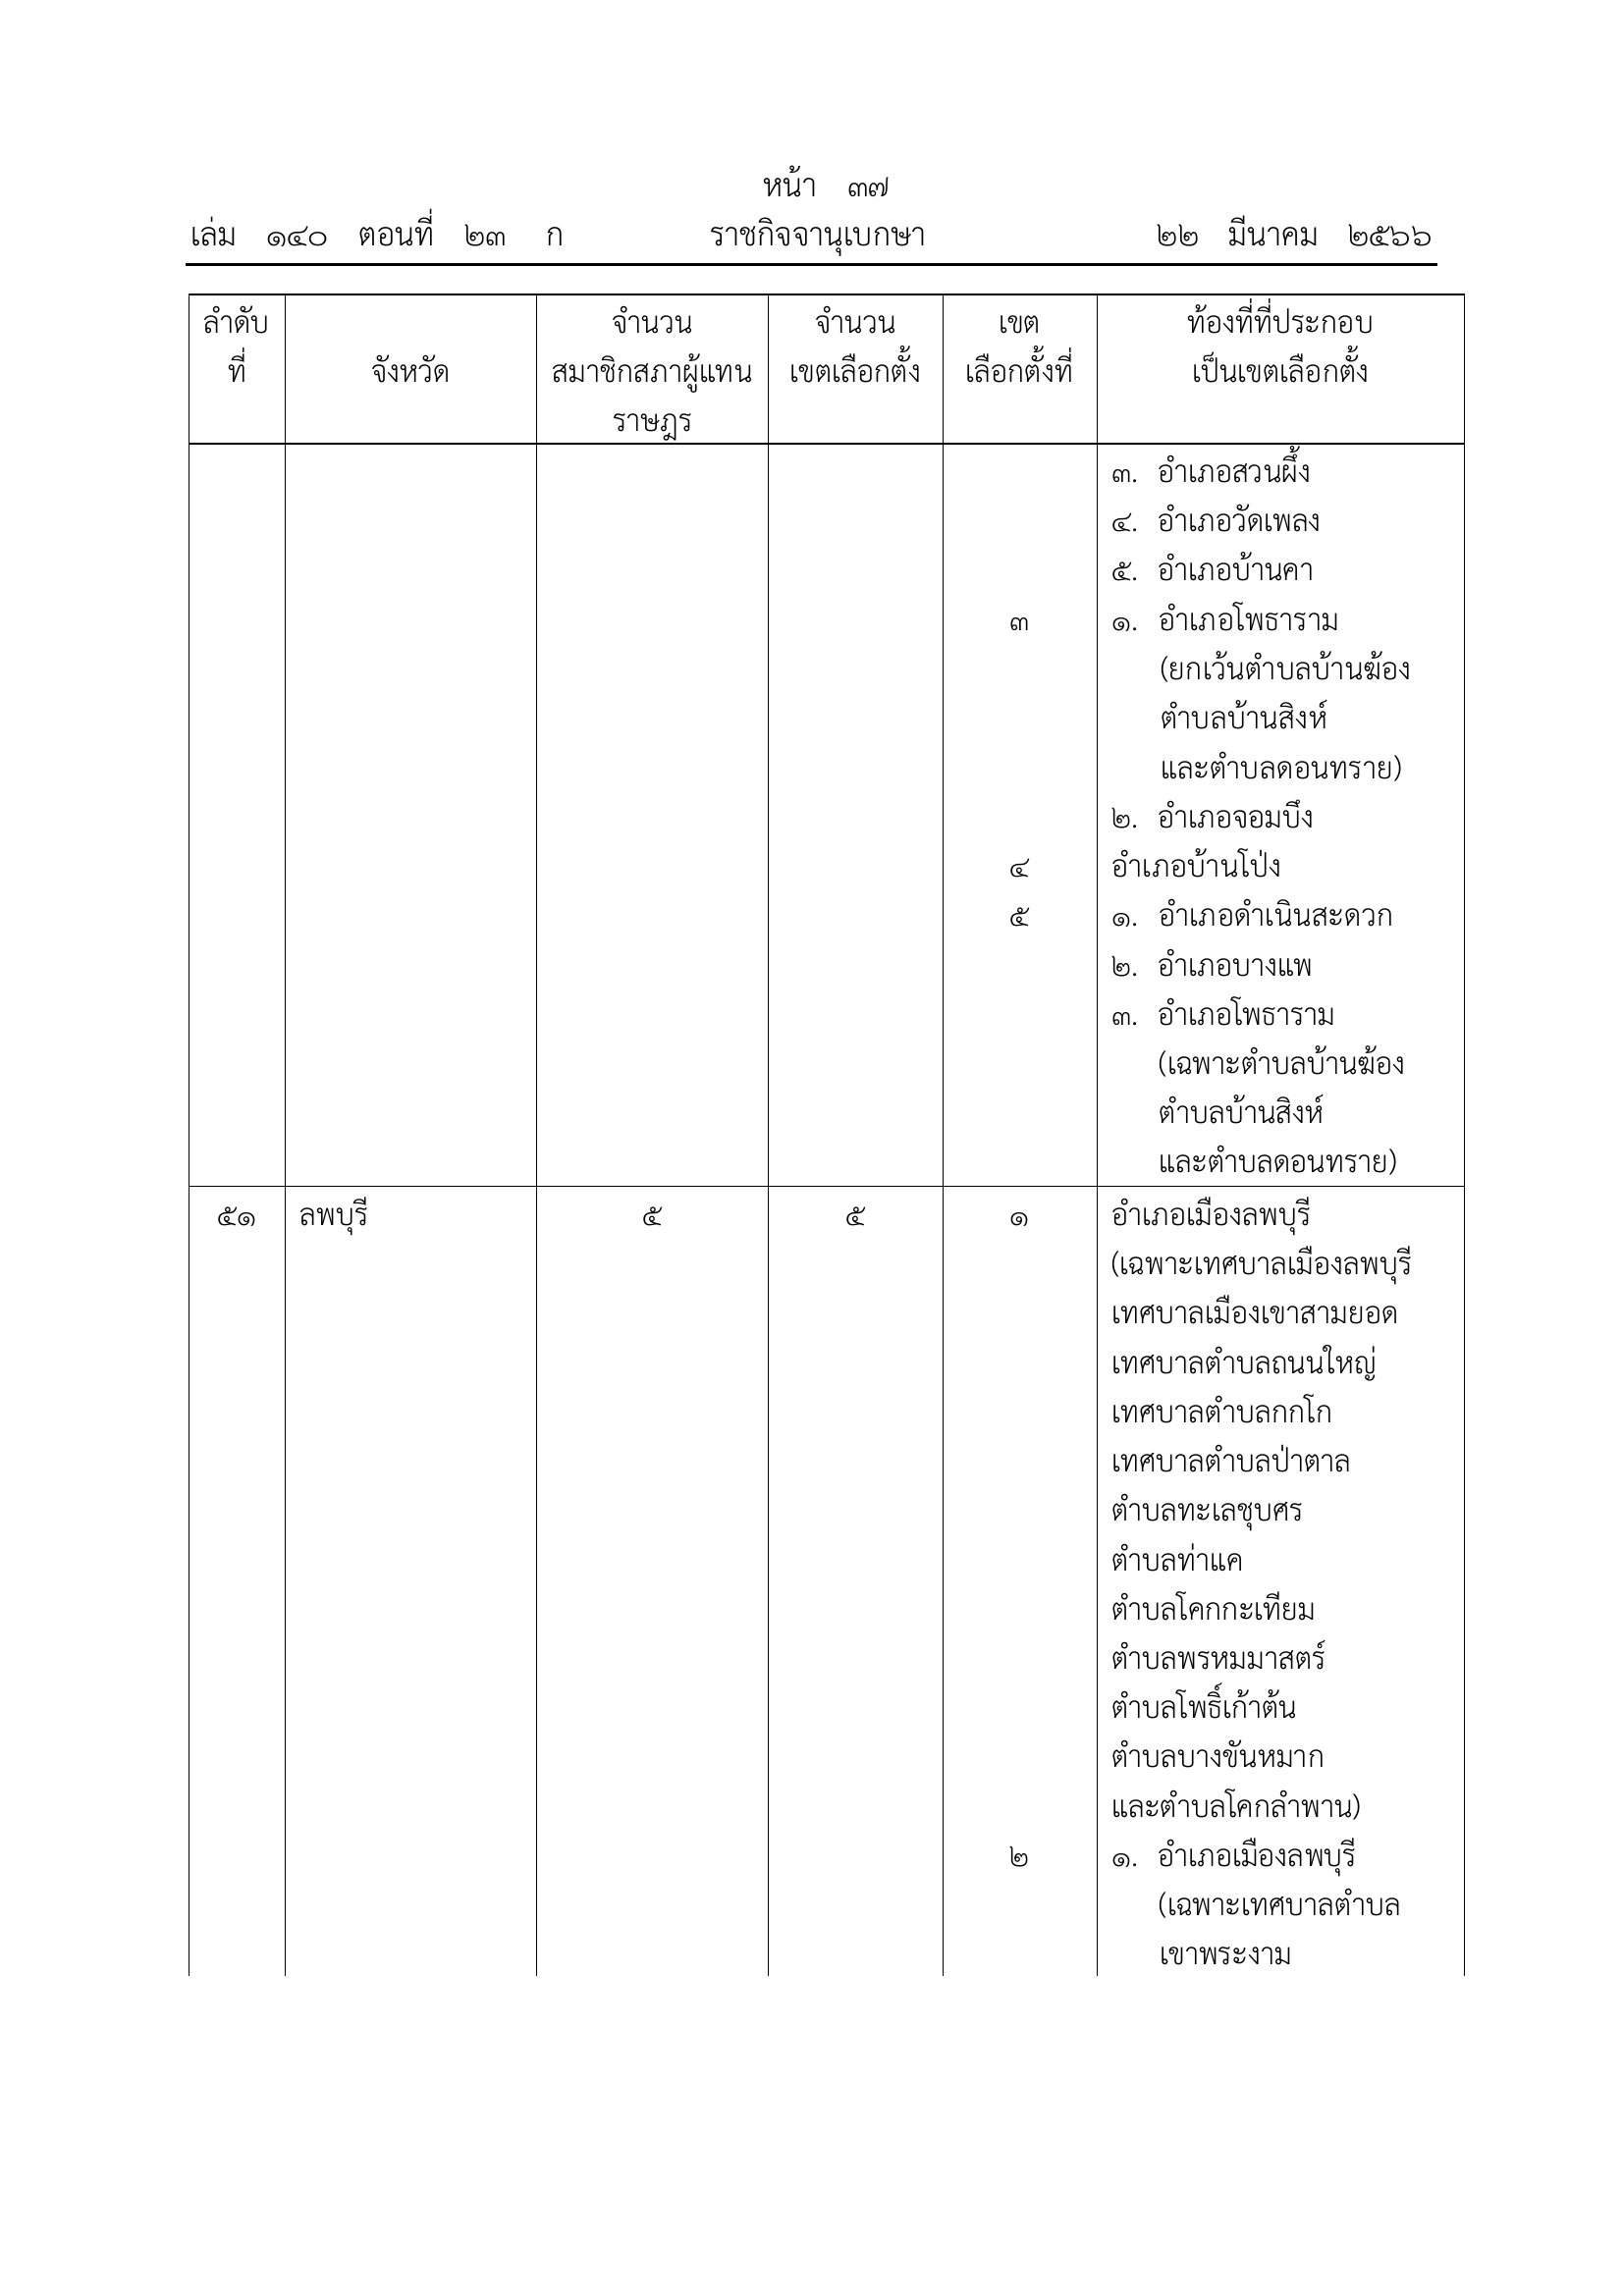 หน้า ๓๗
เล่ม ๑๔๐ ตอนที่ ๒๓ ก ราชกิจจานุเบกษา ๒๒ มีนาคม ๒๕๖๖
ลำดับ จำนวน จำนวน เขต ท้องที่ที่ประกอบ
ที่ จังหวัด สมาชิกสภาผู้แทน เขตเลือกตั้ง เลือกตั้งที่ เป็นเขตเลือกตั้ง
ราษฎร
๓. อำเภอสวนผึ้ง
๔. อำเภอวัดเพลง
๕. อำเภอบ้านคา
๓ ๑. อำเภอโพธาราม
(ยกเว้นตำบลบ้านฆ้อง
ตำบลบ้านสิงห์
และตำบลดอนทราย)
๒. อำเภอจอมบึง
๔ อำเภอบ้านโป่ง
๕ ๑. อำเภอดำเนินสะดวก
๒. อำเภอบางแพ
๓. อำเภอโพธาราม
(เฉพาะตำบลบ้านฆ้อง
ตำบลบ้านสิงห์
และตำบลดอนทราย)
๕๑ ลพบุรี ๕ ๕ ๑ อำเภอเมืองลพบุรี
(เฉพาะเทศบาลเมืองลพบุรี
เทศบาลเมืองเขาสามยอด
เทศบาลตำบลถนนใหญ่
เทศบาลตำบลกกโก
เทศบาลตำบลป่าตาล
ตำบลทะเลชุบศร
ตำบลท่าแค
ตำบลโคกกะเทียม
ตำบลพรหมมาสตร์
ตำบลโพธิ์เก้าต้น
ตำบลบางขันหมาก
และตำบลโคกลำพาน)
๒ ๑. อำเภอเมืองลพบุรี
(เฉพาะเทศบาลตำบล
เขาพระงาม